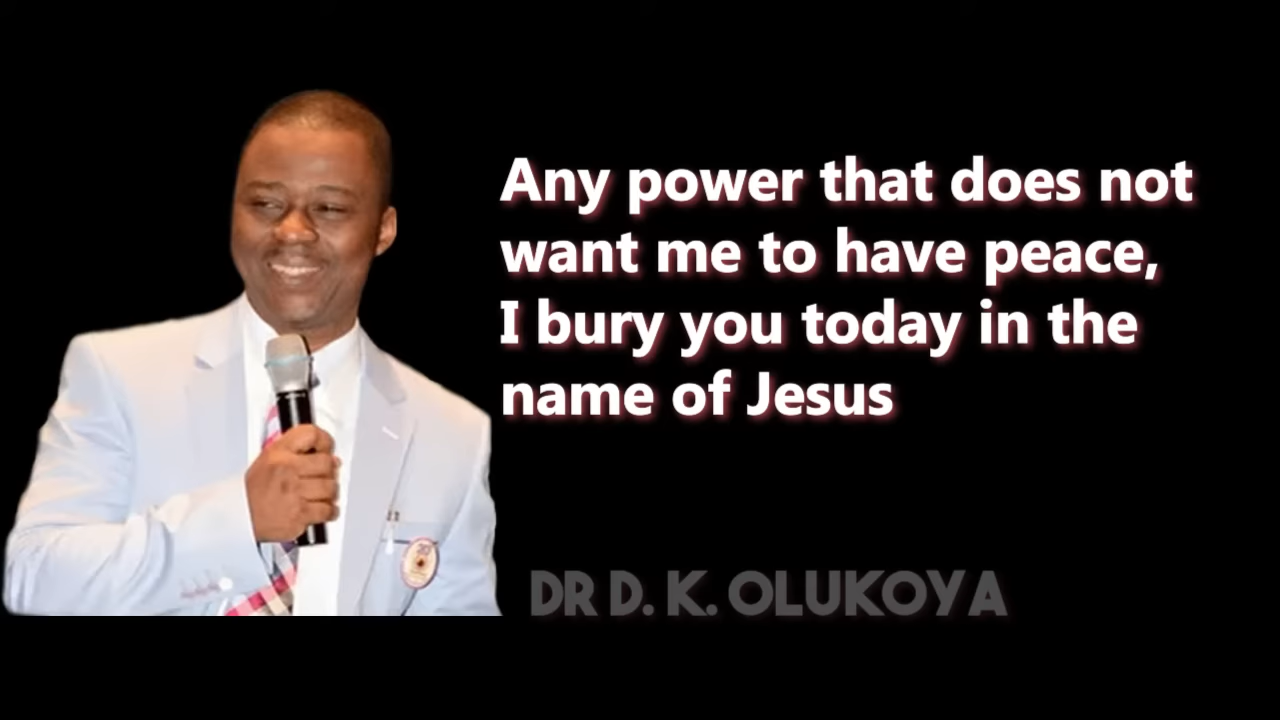 Any power that does not
want me to have peace,
I bury you today in the
name of Jesus
DR D. K. OLUKOYA